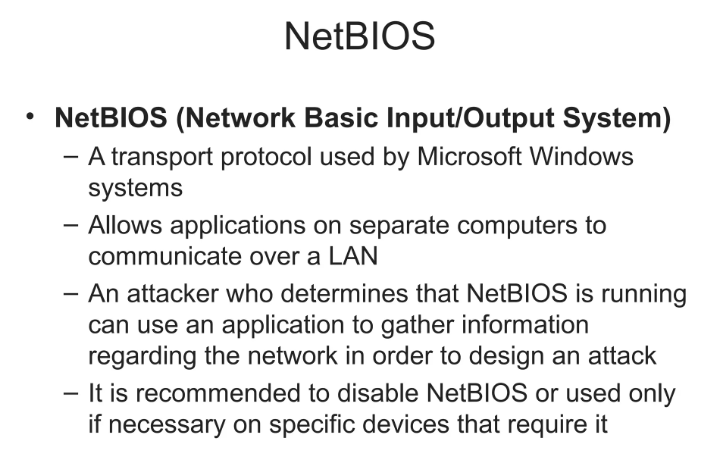 NetBIOS
• NetBIOS (Network Basic Input/Output System)
– A transport protocol used by Microsoft Windows
systems
– Allows applications on separate computers to
communicate over a LAN
– An attacker who determines that NetBIOS is running
can use an application to gather information
regarding the network in order to design an attack
– It is recommended to disable NetBIOS or used only
if necessary on specific devices that require it